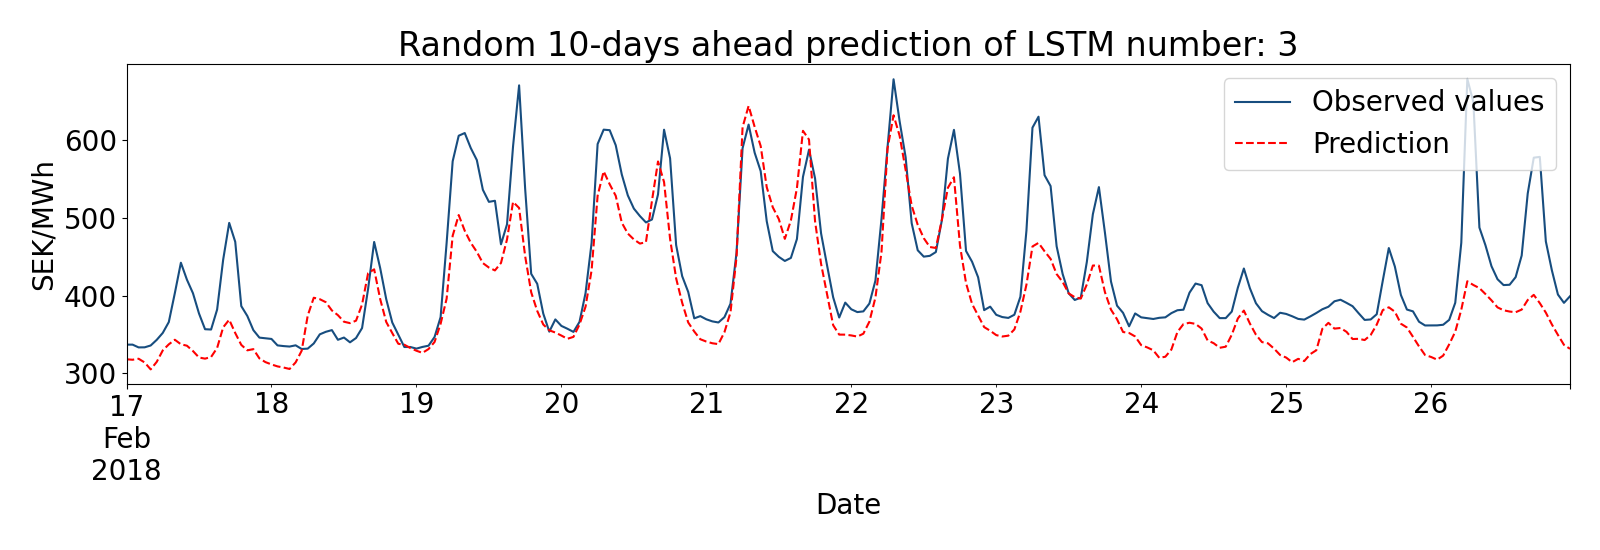 Random 10-days ahead prediction of LSTM number: 3
Observed values
Prediction
SEK/MWh
600
500
400
300
17 18 19 20 21 22 23 24 25 26
Feb
2018
Date